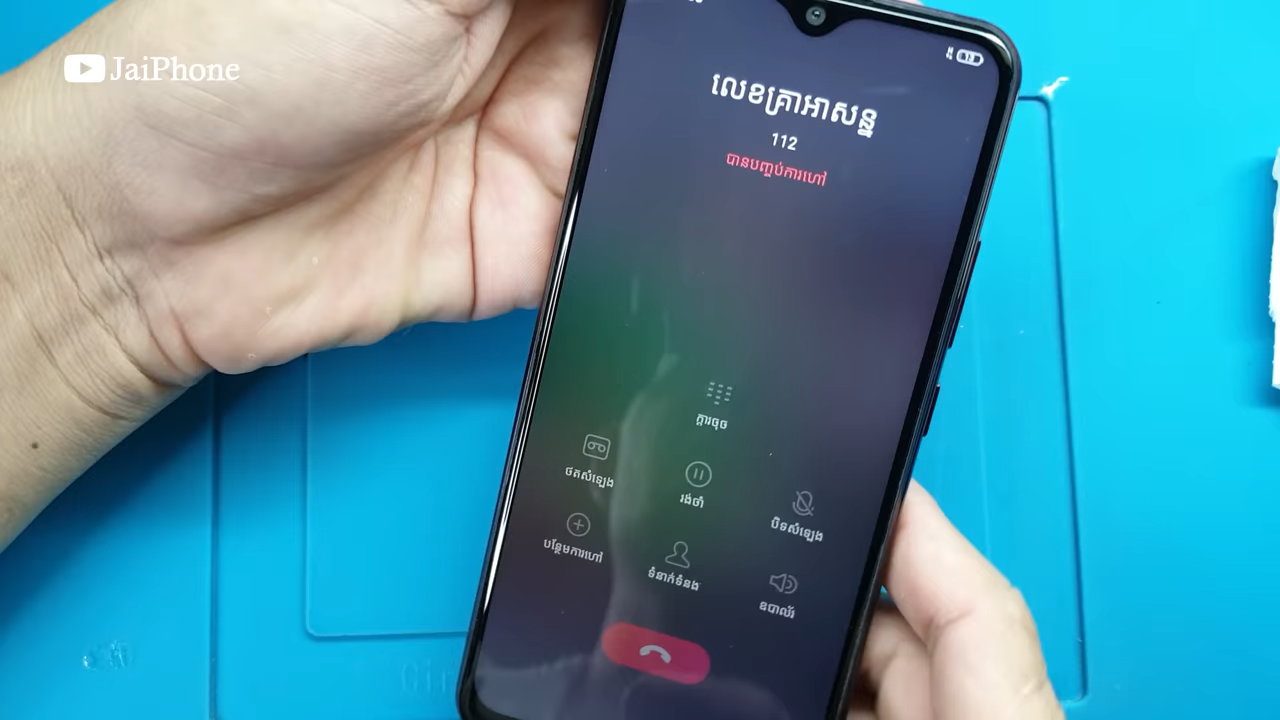 JaiPhone
លេខគ្រាអាសន្ន
112
បានបញ្ចប់ការហៅ
ក្តារចុច
ថតសំឡេង
រង់ចាំ
បិទសំឡេង
បន្ថែមការហៅ
ទំនាក់ទំនង
ឧបាល័រ